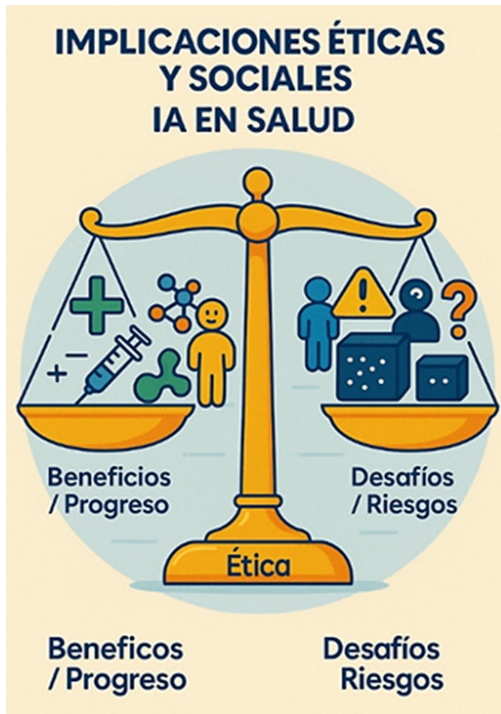 IMPLICACIONES ÉTICAS
Y SOCIALES
IA EN SALUD
Beneficios
/ Progreso
Desafíos
/ Riesgos
Ética
Beneficos
/ Progreso
Desafíos
Riesgos